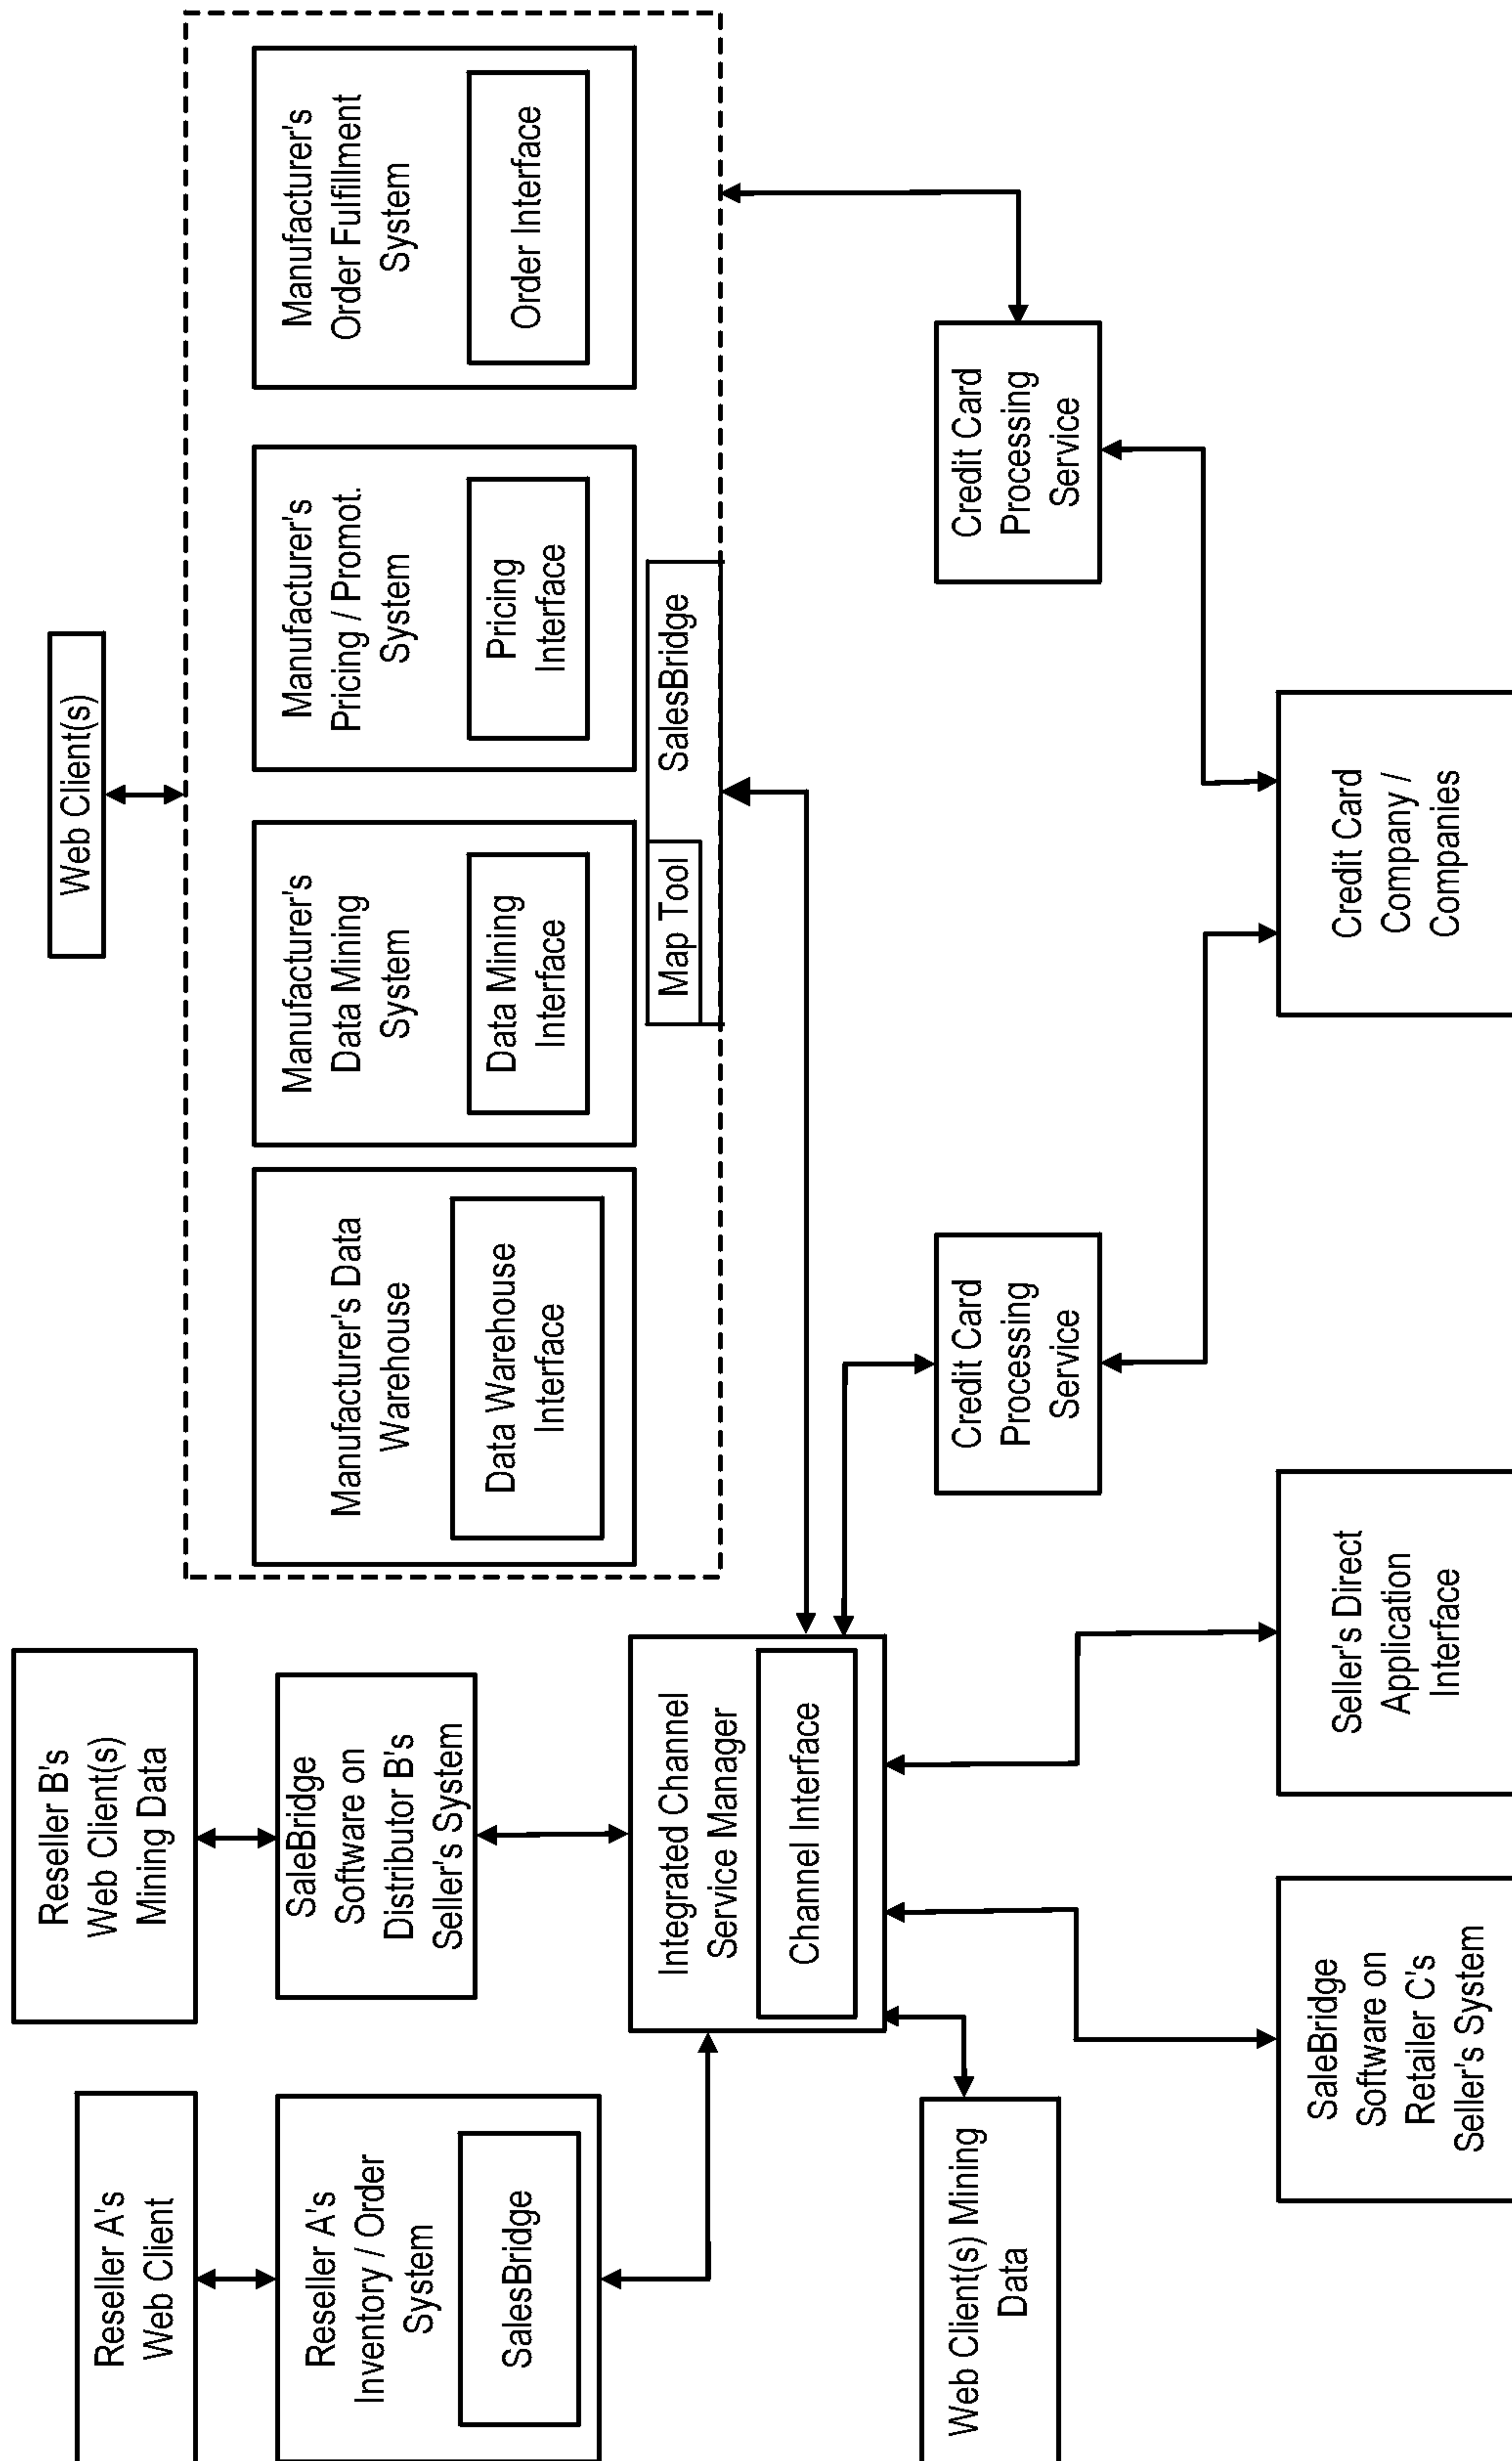 Reseller A's
Web Client
Reseller B's
Web Client(s)
Mining Data
Web Client(s)
Reseller A's
Inventory / Order
System
SalesBridge
SaleBridge
Software on
Distributor B's
Seller's System
Manufacturer's Data
Warehouse
Data Warehouse
Interface
Manufacturer's
Data Mining
System
Data Mining
Interface
Manufacturer's
Pricing / Promot.
System
Pricing
Interface
Manufacturer's
Order Fulfillment
System
Order Interface
Map Tool
SalesBridge
Integrated Channel
Service Manager
Channel Interface
Web Client(s) Mining
Data
Credit Card
Processing
Service
Credit Card
Processing
Service
SaleBridge
Software on
Retailer C's
Seller's System
Seller's Direct
Application
Interface
Credit Card
Company /
Companies